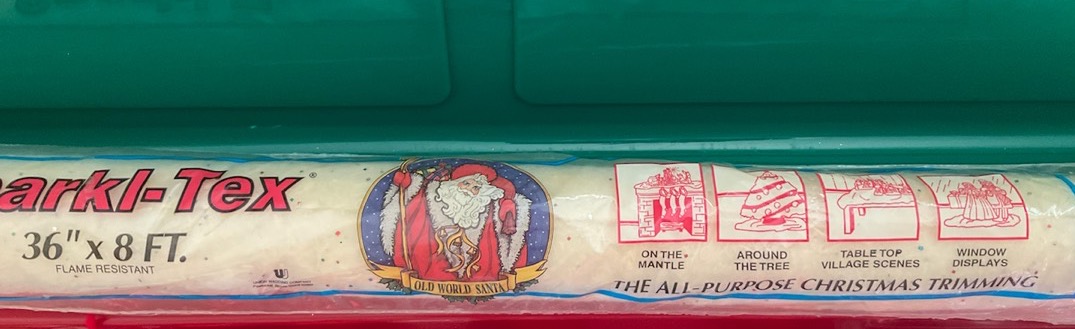 arkl-Tex®
36" x 8 FT.
FLAME RESISTANT
OLD WORLD SANTA
ON THE
MANTLE
AROUND
THE TREE
TABLE TOP
VILLAGE SCENES
WINDOW
DISPLAYS
THE ALL-PURPOSE CHRISTMAS TRIMMING